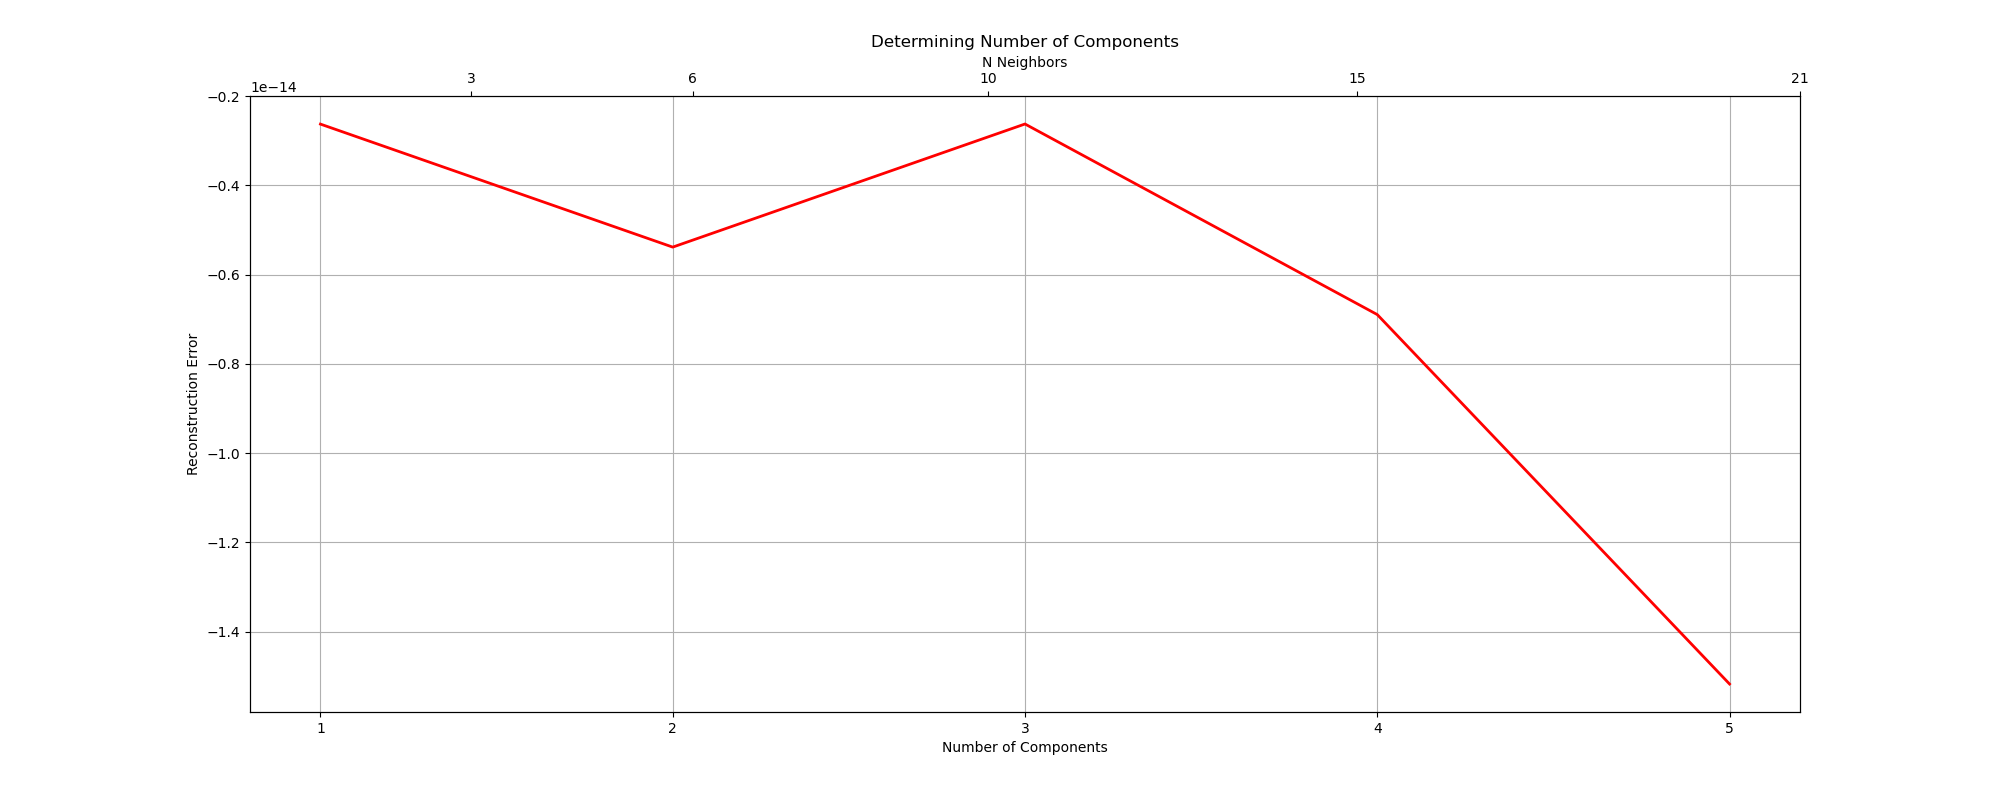 Determining Number of Components
N Neighbors
3 6 10 15 21
1e−14
−0.2
−0.4
−0.6
−0.8
−1.0
−1.2
−1.4
Reconstruction Error
1 2 3 4 5
Number of Components